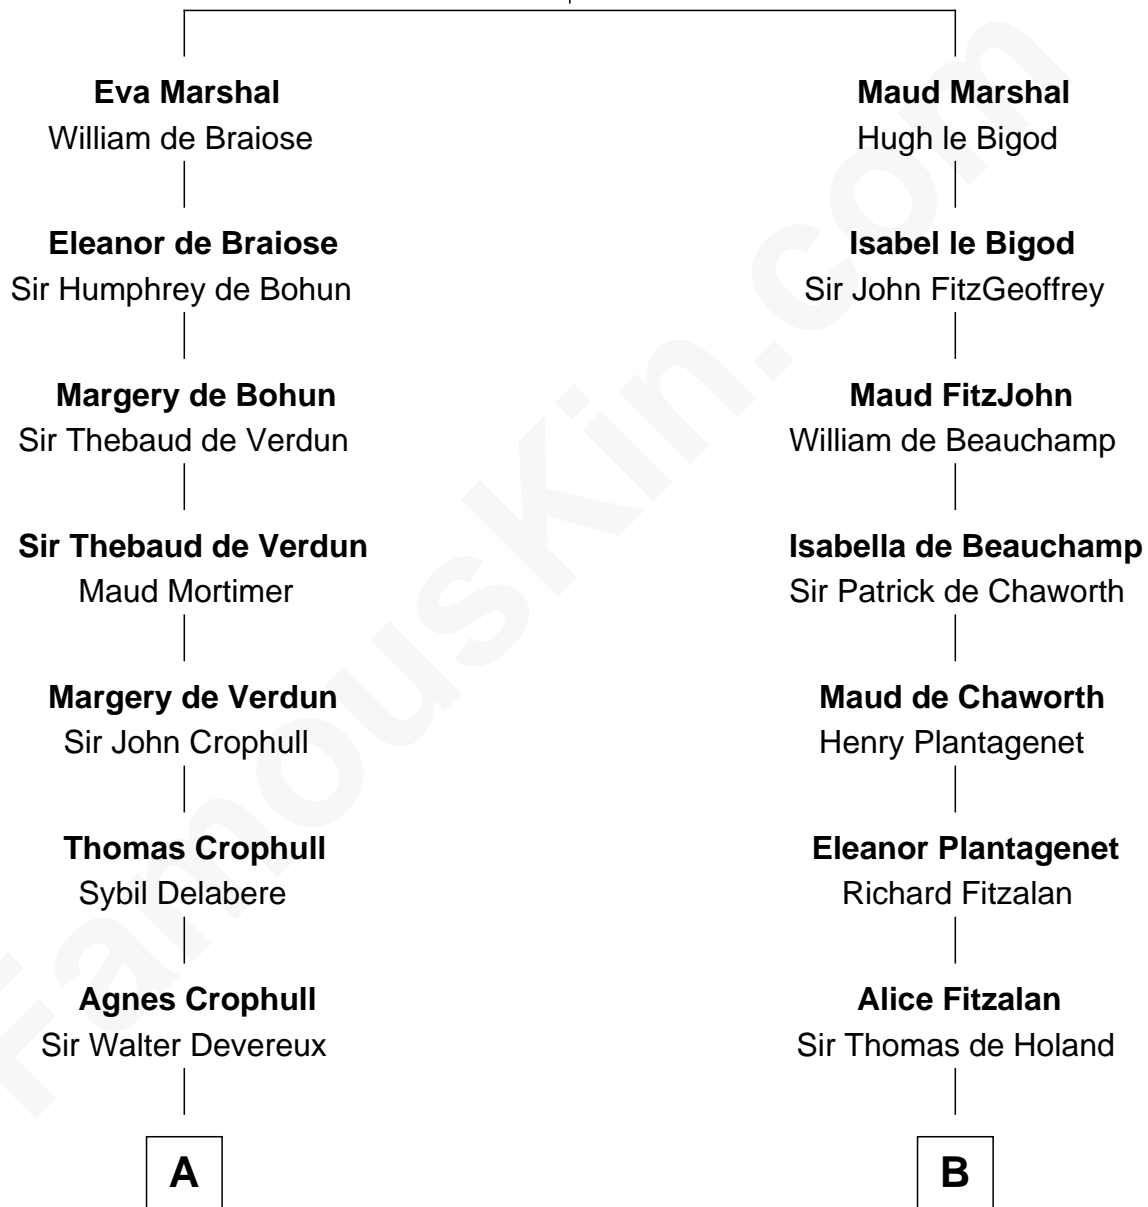 Eva Marshal
William de Braiose
Eleanor de Braiose
Sir Humphrey de Bohun
Margery de Bohun
Sir Thebaud de Verdun
Sir Thebaud de Verdun
Maud Mortimer
Margery de Verdun
Sir John Crophull
Thomas Crophull
Sybil Delabere
Agnes Crophull
Sir Walter Devereux
A
Maud Marshal
Hugh le Bigod
Isabel le Bigod
Sir John FitzGeoffrey
Maud FitzJohn
William de Beauchamp
Isabella de Beauchamp
Sir Patrick de Chaworth
Maud de Chaworth
Henry Plantagenet
Eleanor Plantagenet
Richard Fitzalan
Alice Fitzalan
Sir Thomas de Holand
B
FamousKin.com